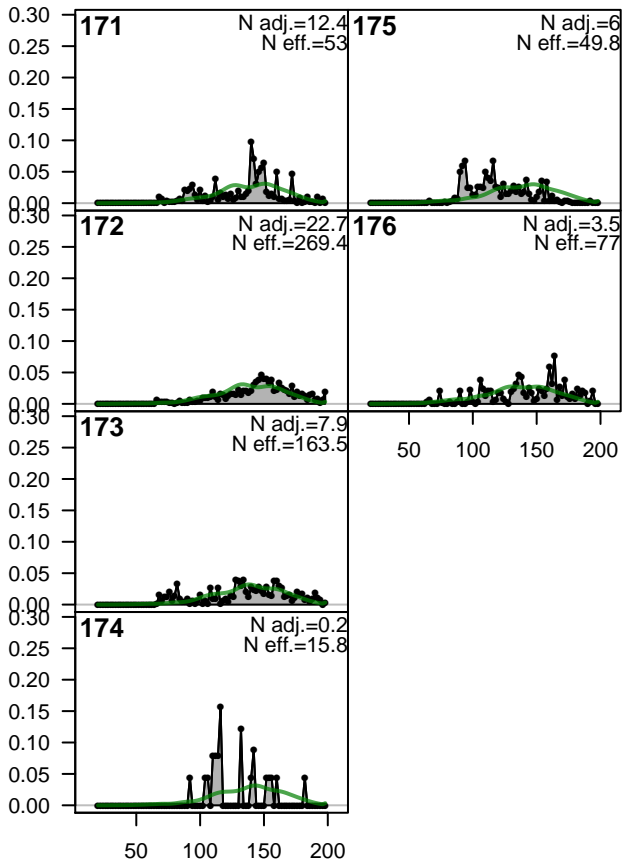 0.30
0.25
0.20
0.15
0.10
0.05
0.00
171
N adj.=12.4
N eff.=53
175
N adj.=6
N eff.=49.8
0.30
0.25
0.20
0.15
0.10
0.05
0.00
172
N adj.=22.7
N eff.=269.4
176
N adj.=3.5
N eff.=77
50 100 150 200
0.30
0.25
0.20
0.15
0.10
0.05
0.00
173
N adj.=7.9
N eff.=163.5
0.30
0.25
0.20
0.15
0.10
0.05
0.00
174
N adj.=0.2
N eff.=15.8
50 100 150 200